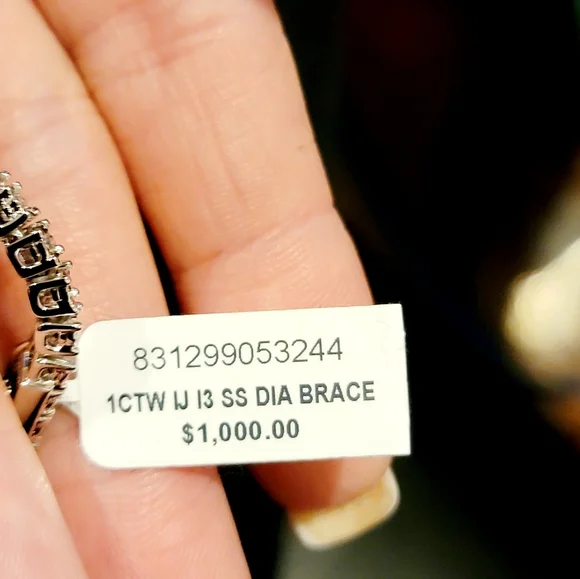 831299053244
1CTW IJ I3 SS DIA BRACE
$1,000.00